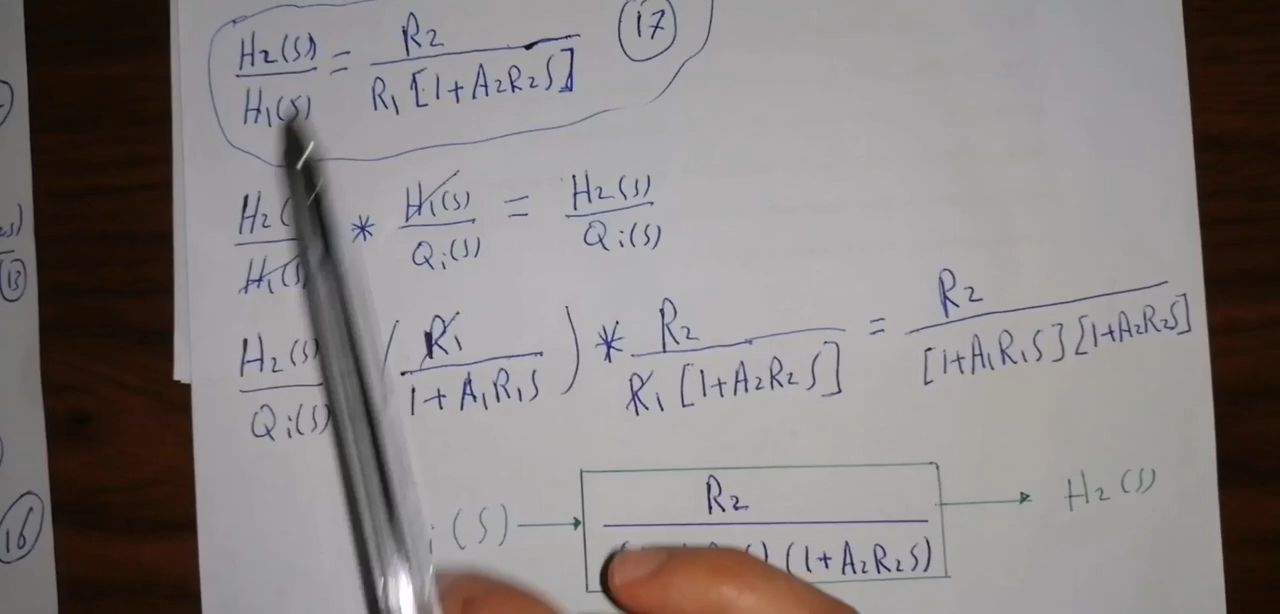 H2(S)/H1(S) = R2/R1[1+A2R2S] (17)
H2(/H1(S) * H1(S)/Qi(S) = H2(S)/Qi(S)
H2(S)/Qi(S) (R1/1+A1R1S) * R2/R1[1+A2R2S] = R2/[1+A1R1S][1+A2R2S]
i(S) → R2/(1+A2R2S) → H2(S)
(13)
(16)